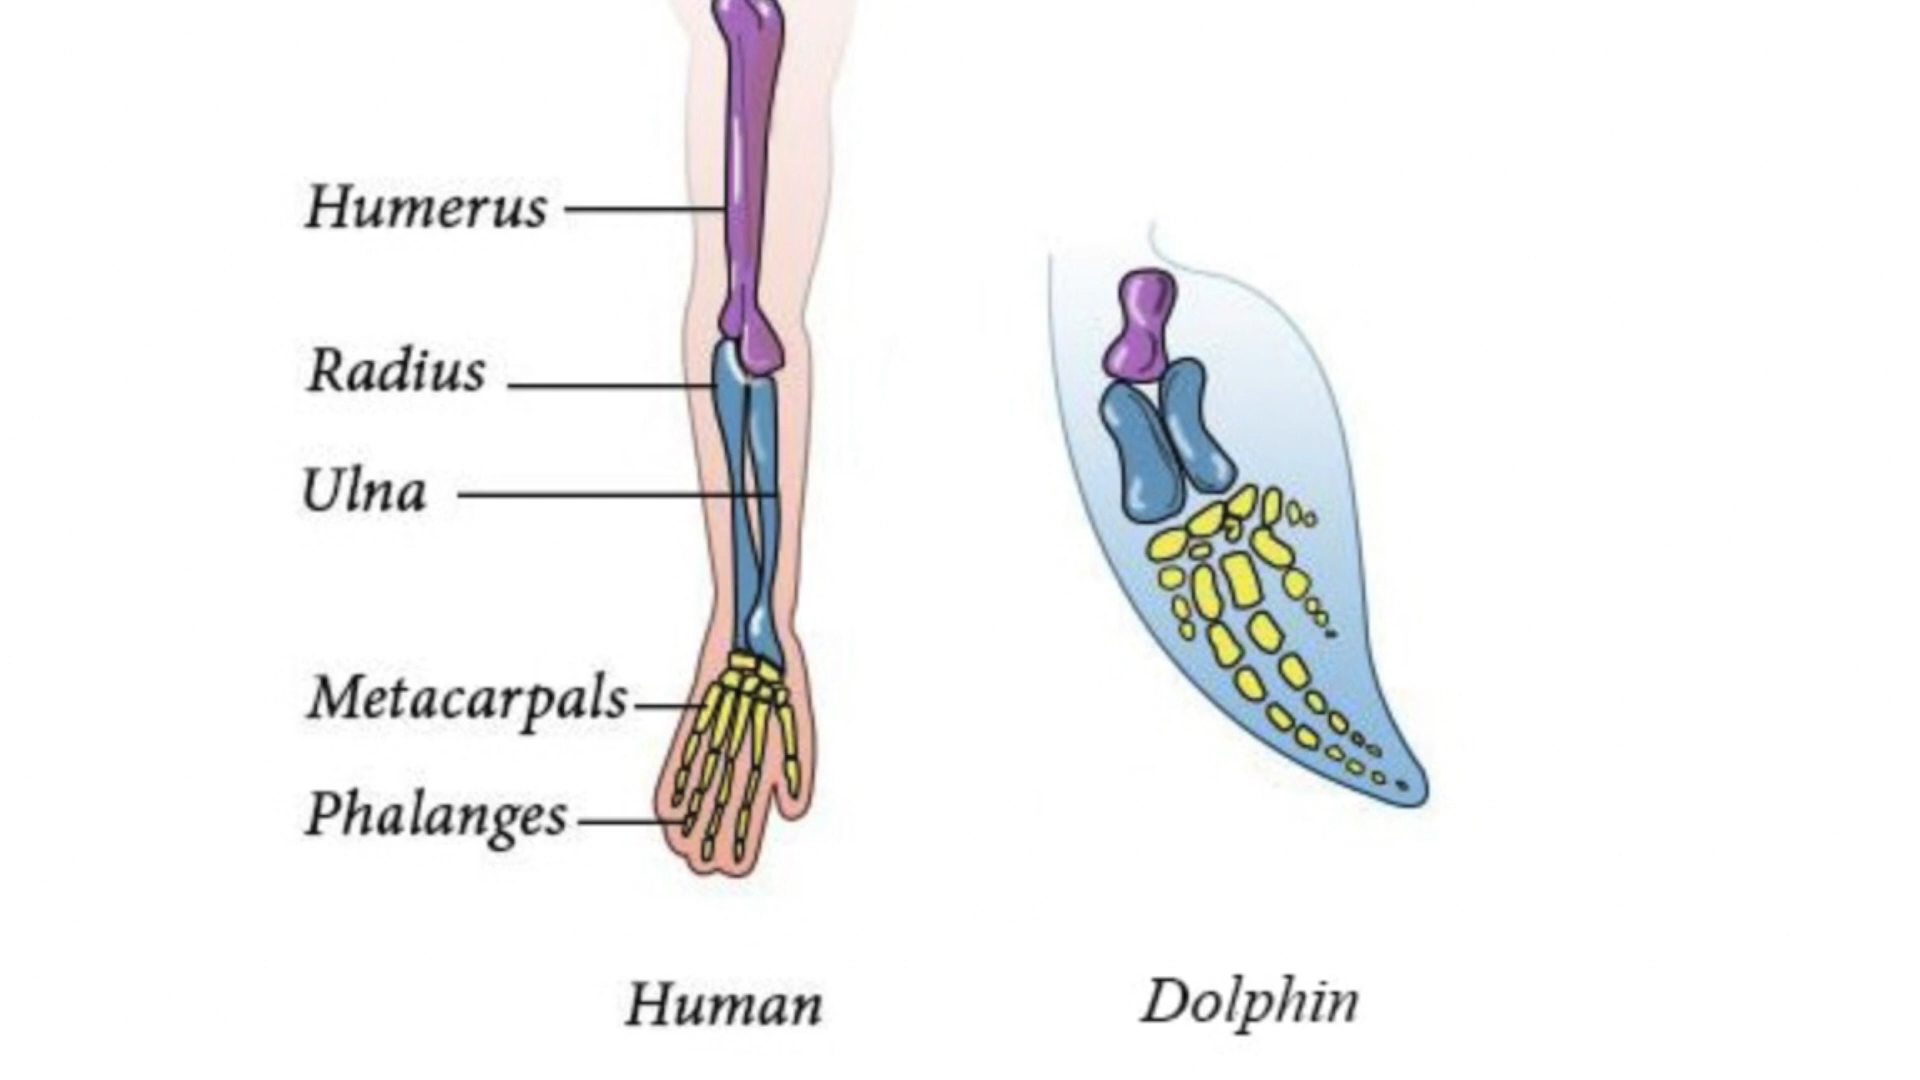 Humerus
Radius
Ulna
Metacarpals
Phalanges
Human
Dolphin